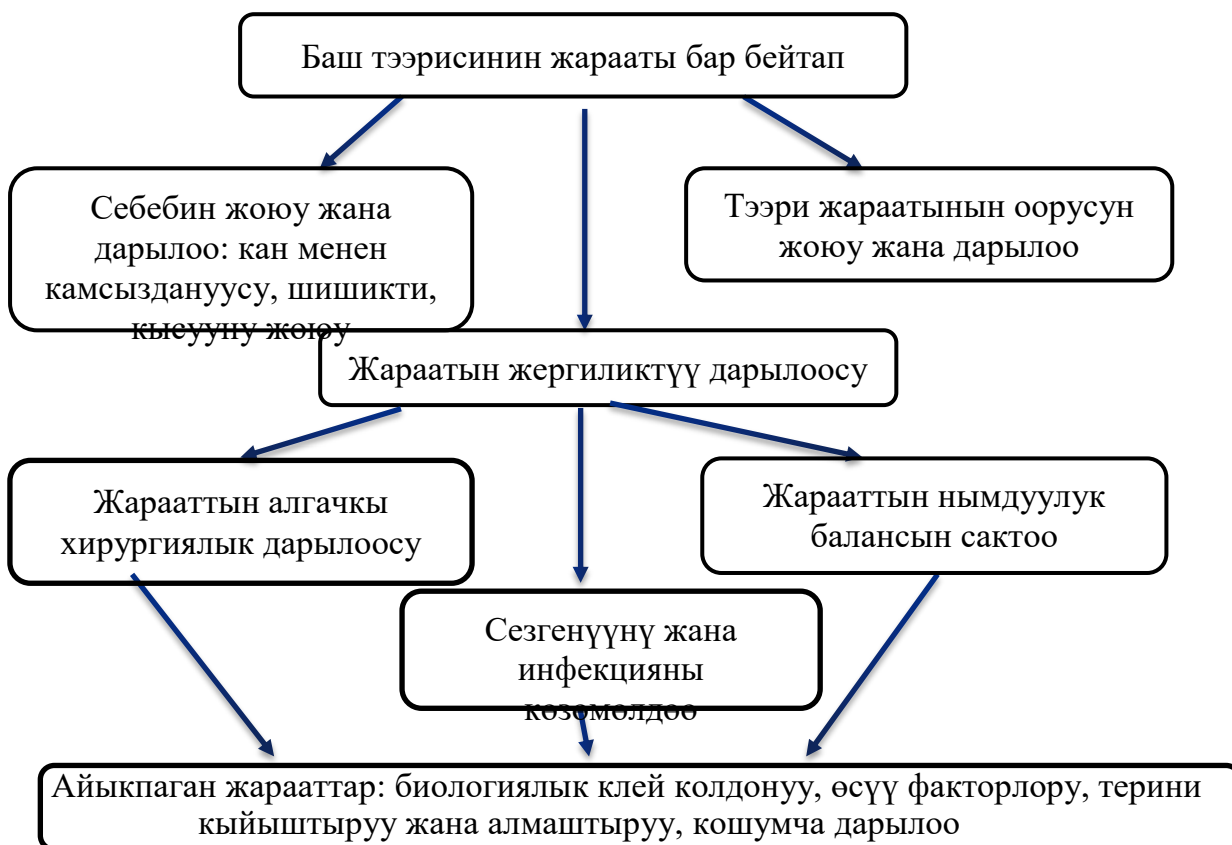 Баш тээрисинин жараaты бар бейтап
Себебин жоюу жана
дарылоо: кан менен
камсыздануусу, шишикти,
кысууну жоюу
Тээри жараатынын оорусун
жоюу жана дарылоо
Жараатын жергиликтүү дарылоосу
Жарааттын алгачкы
хирургиялык дарылоосу
Жарааттын нымдуулук
балансын сактоо
Сезгенүүнү жана
инфекцияны
көзөмөлдөө
Айыкпаган жарааттар: биологиялык клей колдонуу, өсүү факторлору, терини
кыйыштыруу жана алмаштыруу, кошумча дарылоо